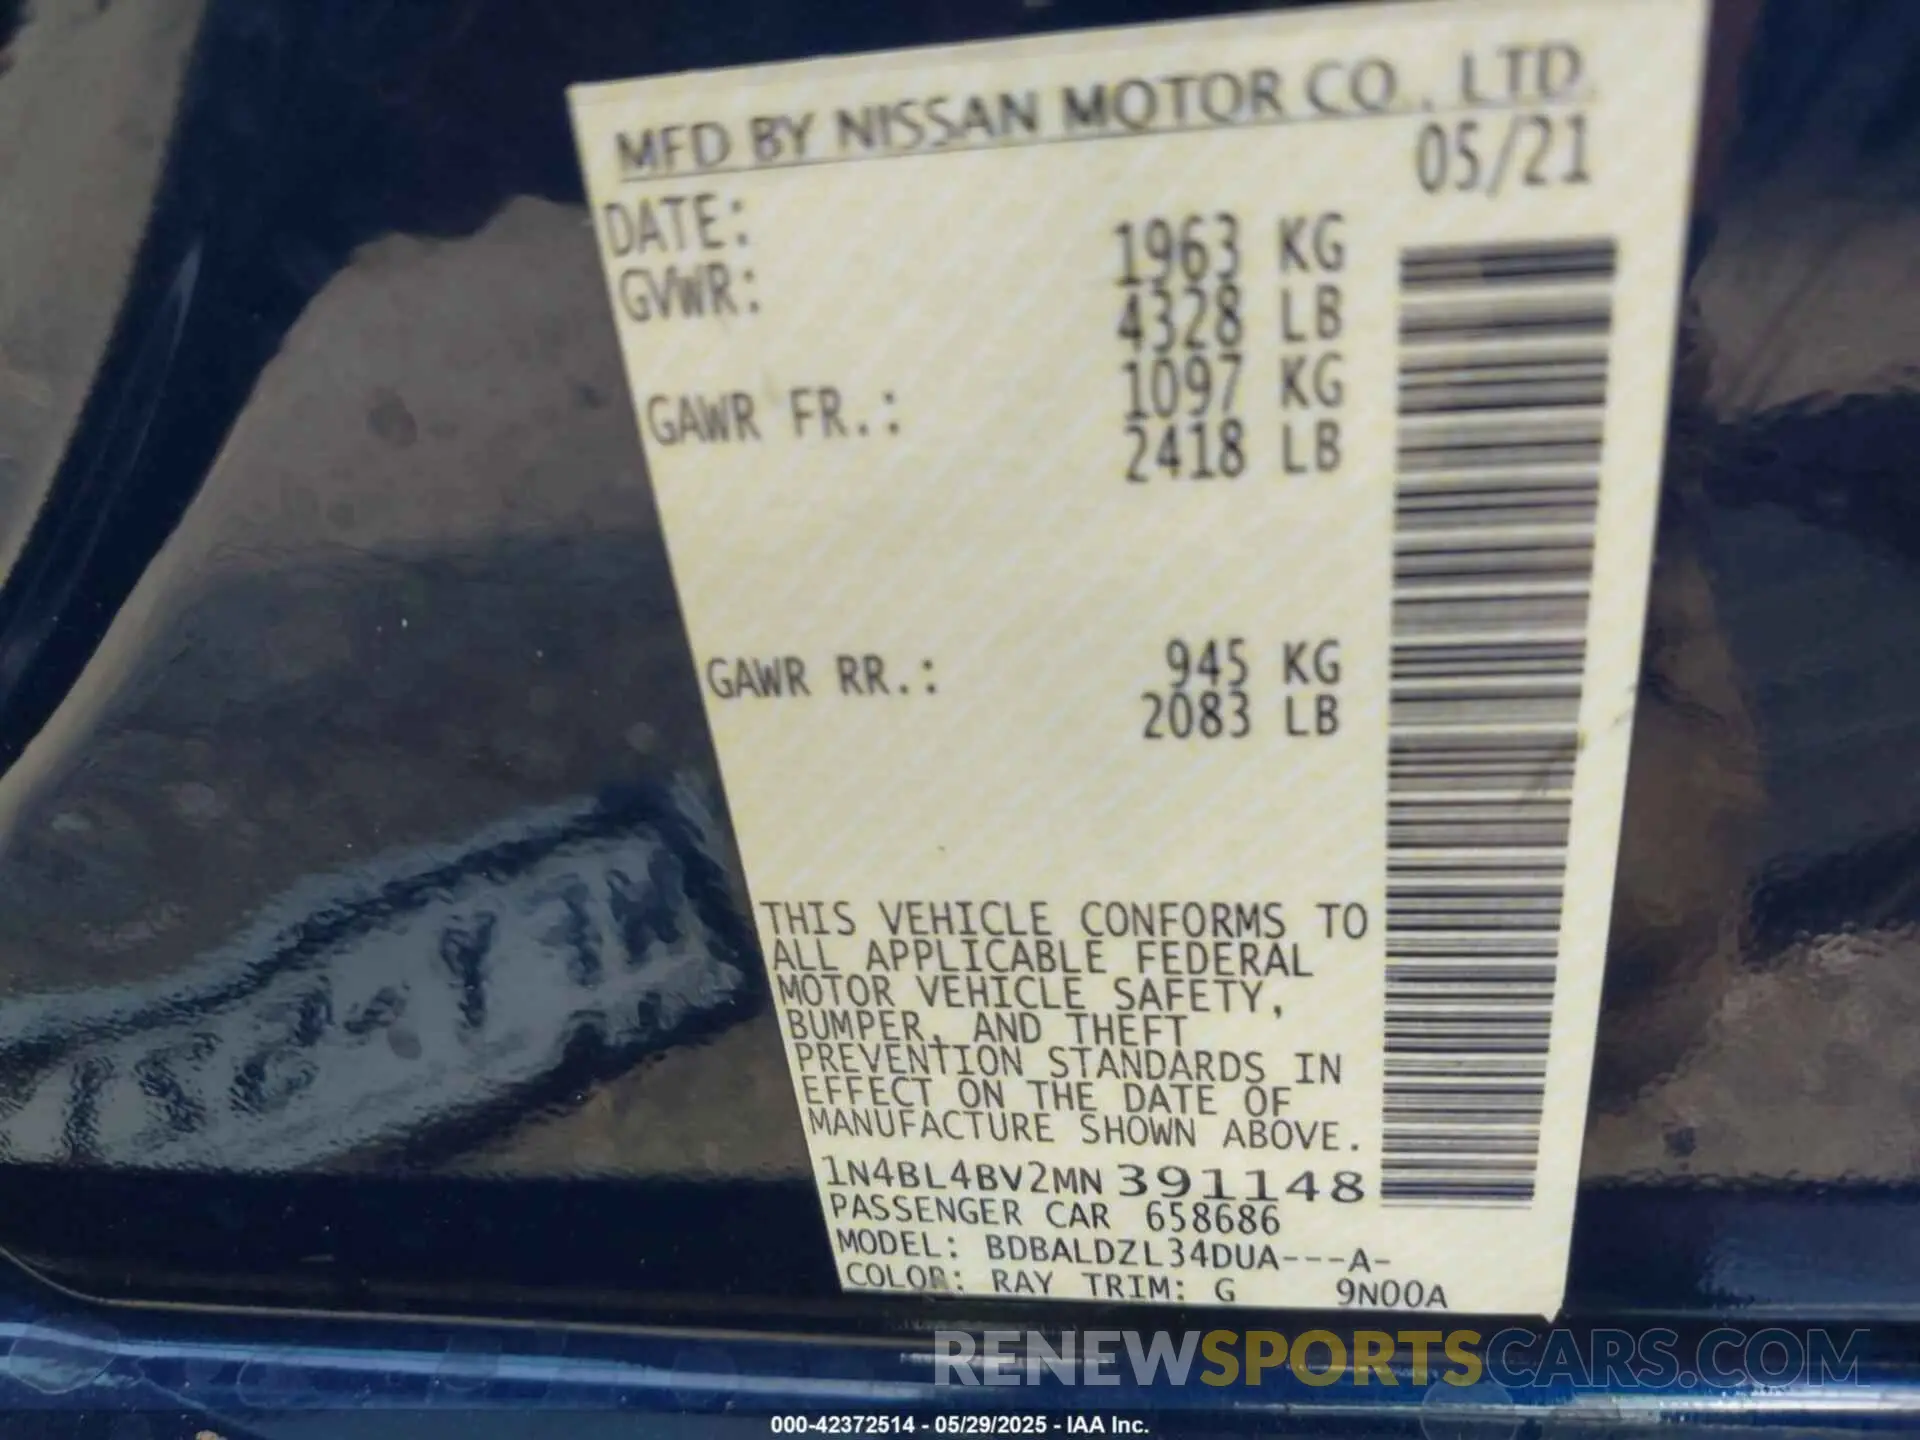 MFD BY NISSAN MOTOR CO., LTD.
DATE: 05/21
GVWR: 1963 KG
4328 LB
GAWR FR.: 1097 KG
2418 LB
GAWR RR.: 945 KG
2083 LB
THIS VEHICLE CONFORMS TO
ALL APPLICABLE FEDERAL
MOTOR VEHICLE SAFETY,
BUMPER, AND THEFT
PREVENTION STANDARDS IN
EFFECT ON THE DATE OF
MANUFACTURE SHOWN ABOVE.
1N4BL4BV2MN391148
PASSENGER CAR 658686
MODEL: BDBALDZL34DUA---A-
COLOR: RAY TRIM: G 9N00A
RENEWSPORTSCARS.COM
000-42372514 - 05/29/2025 - IAA Inc.